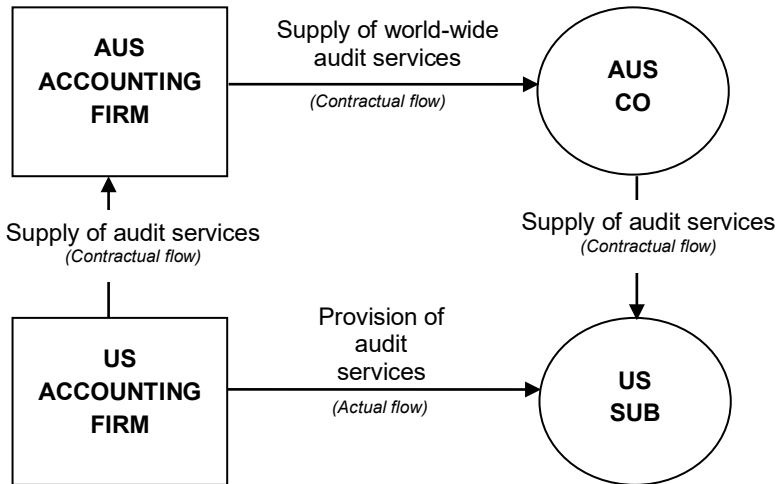 AUS
ACCOUNTING
FIRM
Supply of world-wide
audit services
(Contractual flow)
AUS
CO
Supply of audit services
(Contractual flow)
Supply of audit services
(Contractual flow)
US
ACCOUNTING
FIRM
Provision of
audit
services
(Actual flow)
US
SUB